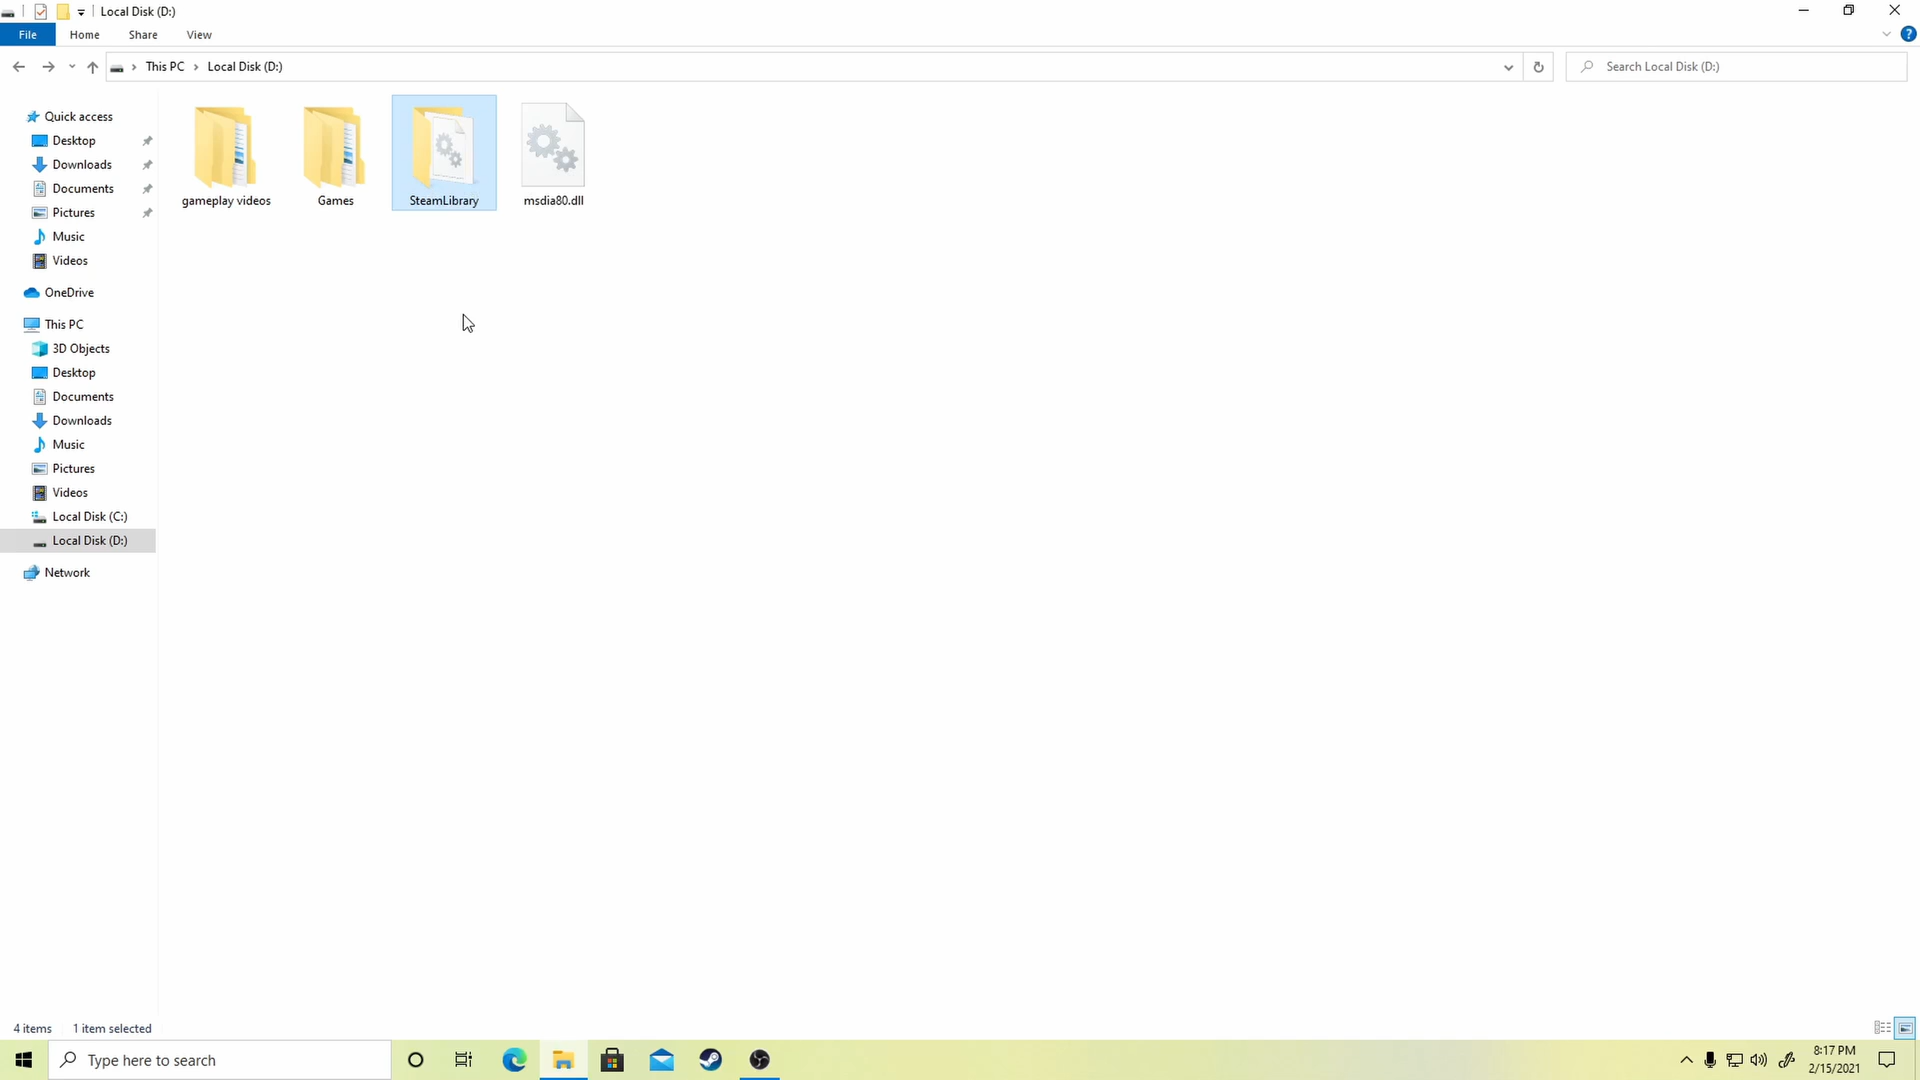 Local Disk (D:)
File Home Share View
This PC Local Disk (D:)
Search Local Disk (D:)
Quick access
Desktop
Downloads
Documents
Pictures
Music
Videos
OneDrive
This PC
3D Objects
Desktop
Documents
Downloads
Music
Pictures
Videos
Local Disk (C:)
Local Disk (D:)
Network
gameplay videos
Games
SteamLibrary
msdia80.dll
4 items 1 item selected
Type here to search
8:17 PM
2/15/2021